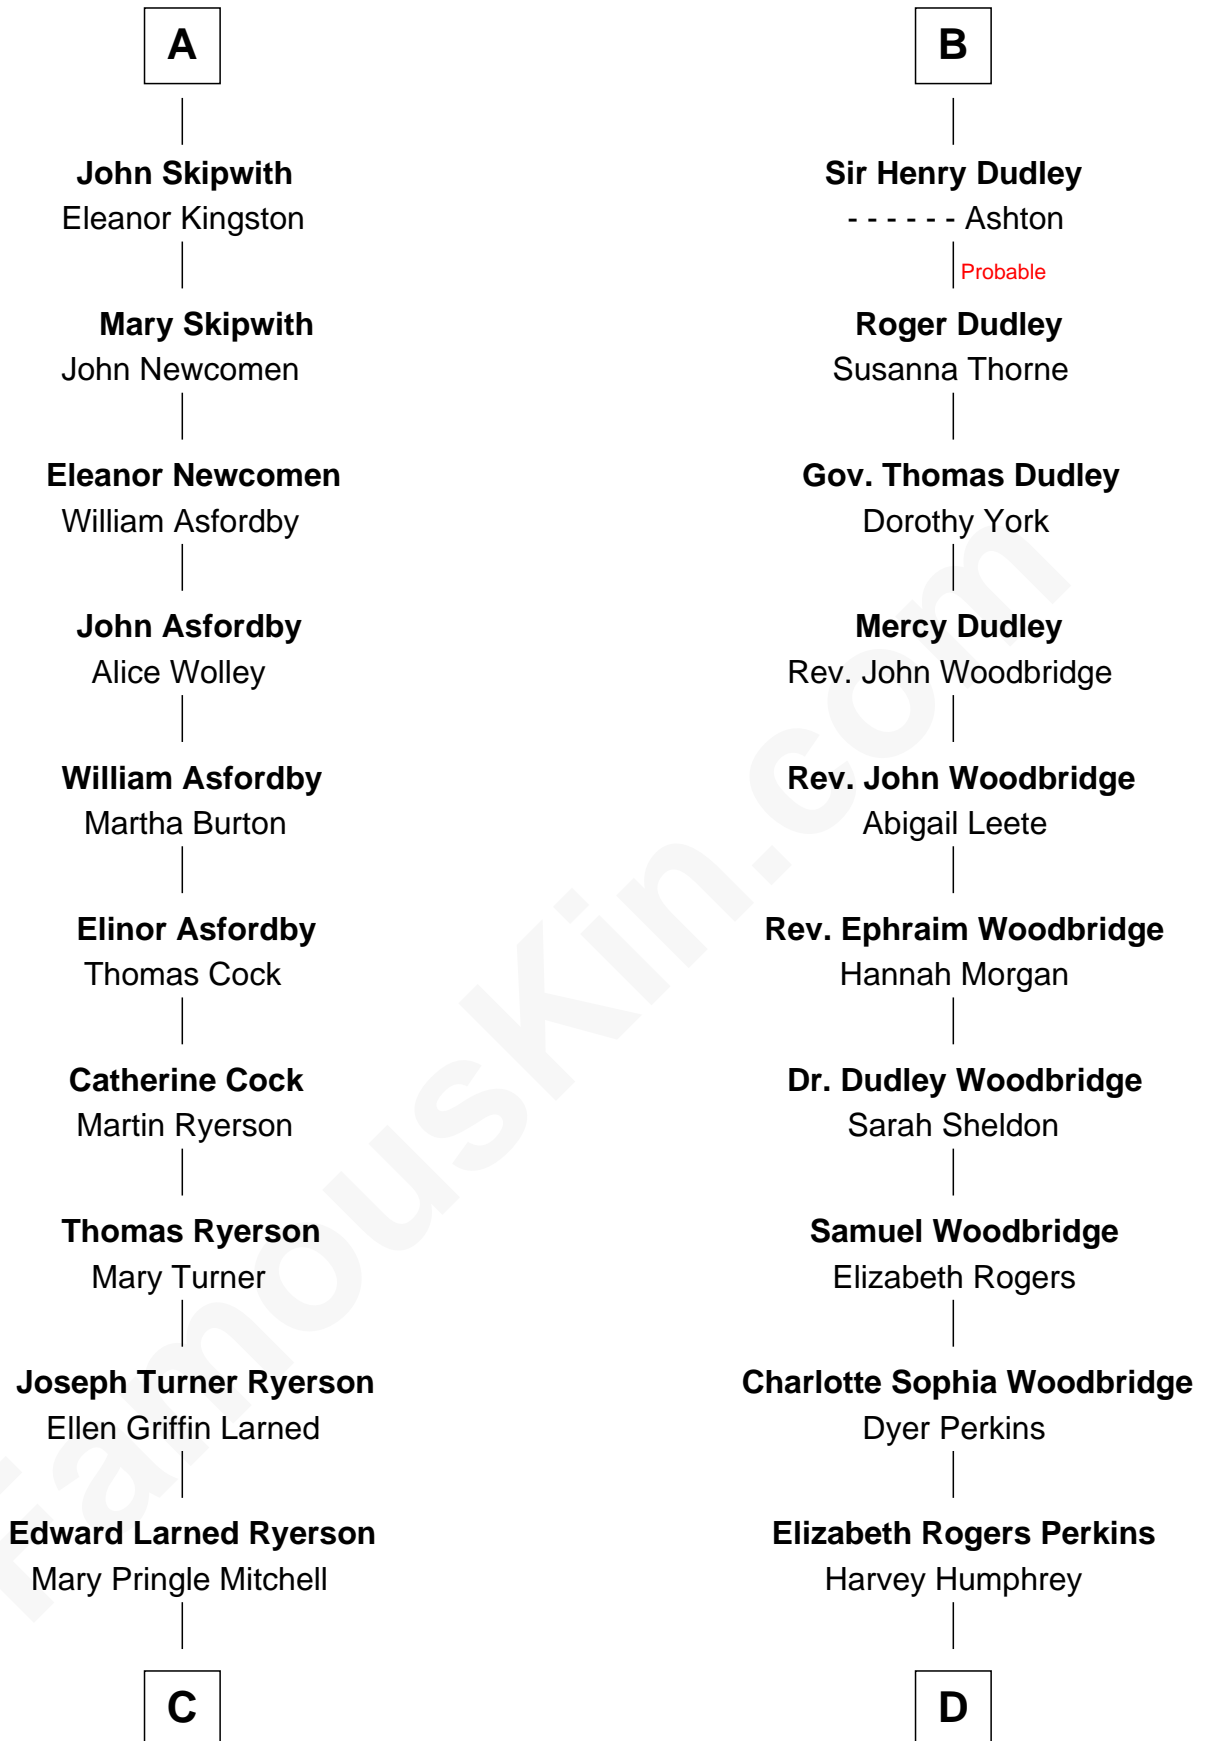 A
John Skipwith
Eleanor Kingston
Mary Skipwith
John Newcomen
Eleanor Newcomen
William Asfordby
John Asfordby
Alice Wolley
William Asfordby
Martha Burton
Elinor Asfordby
Thomas Cock
Catherine Cock
Martin Ryerson
Thomas Ryerson
Mary Turner
Joseph Turner Ryerson
Ellen Griffin Larned
Edward Larned Ryerson
Mary Pringle Mitchell
C
B
Sir Henry Dudley
- - - - - - Ashton
Probable
Roger Dudley
Susanna Thorne
Gov. Thomas Dudley
Dorothy York
Mercy Dudley
Rev. John Woodbridge
Rev. John Woodbridge
Abigail Leete
Rev. Ephraim Woodbridge
Hannah Morgan
Dr. Dudley Woodbridge
Sarah Sheldon
Samuel Woodbridge
Elizabeth Rogers
Charlotte Sophia Woodbridge
Dyer Perkins
Elizabeth Rogers Perkins
Harvey Humphrey
D
FamousKin.com